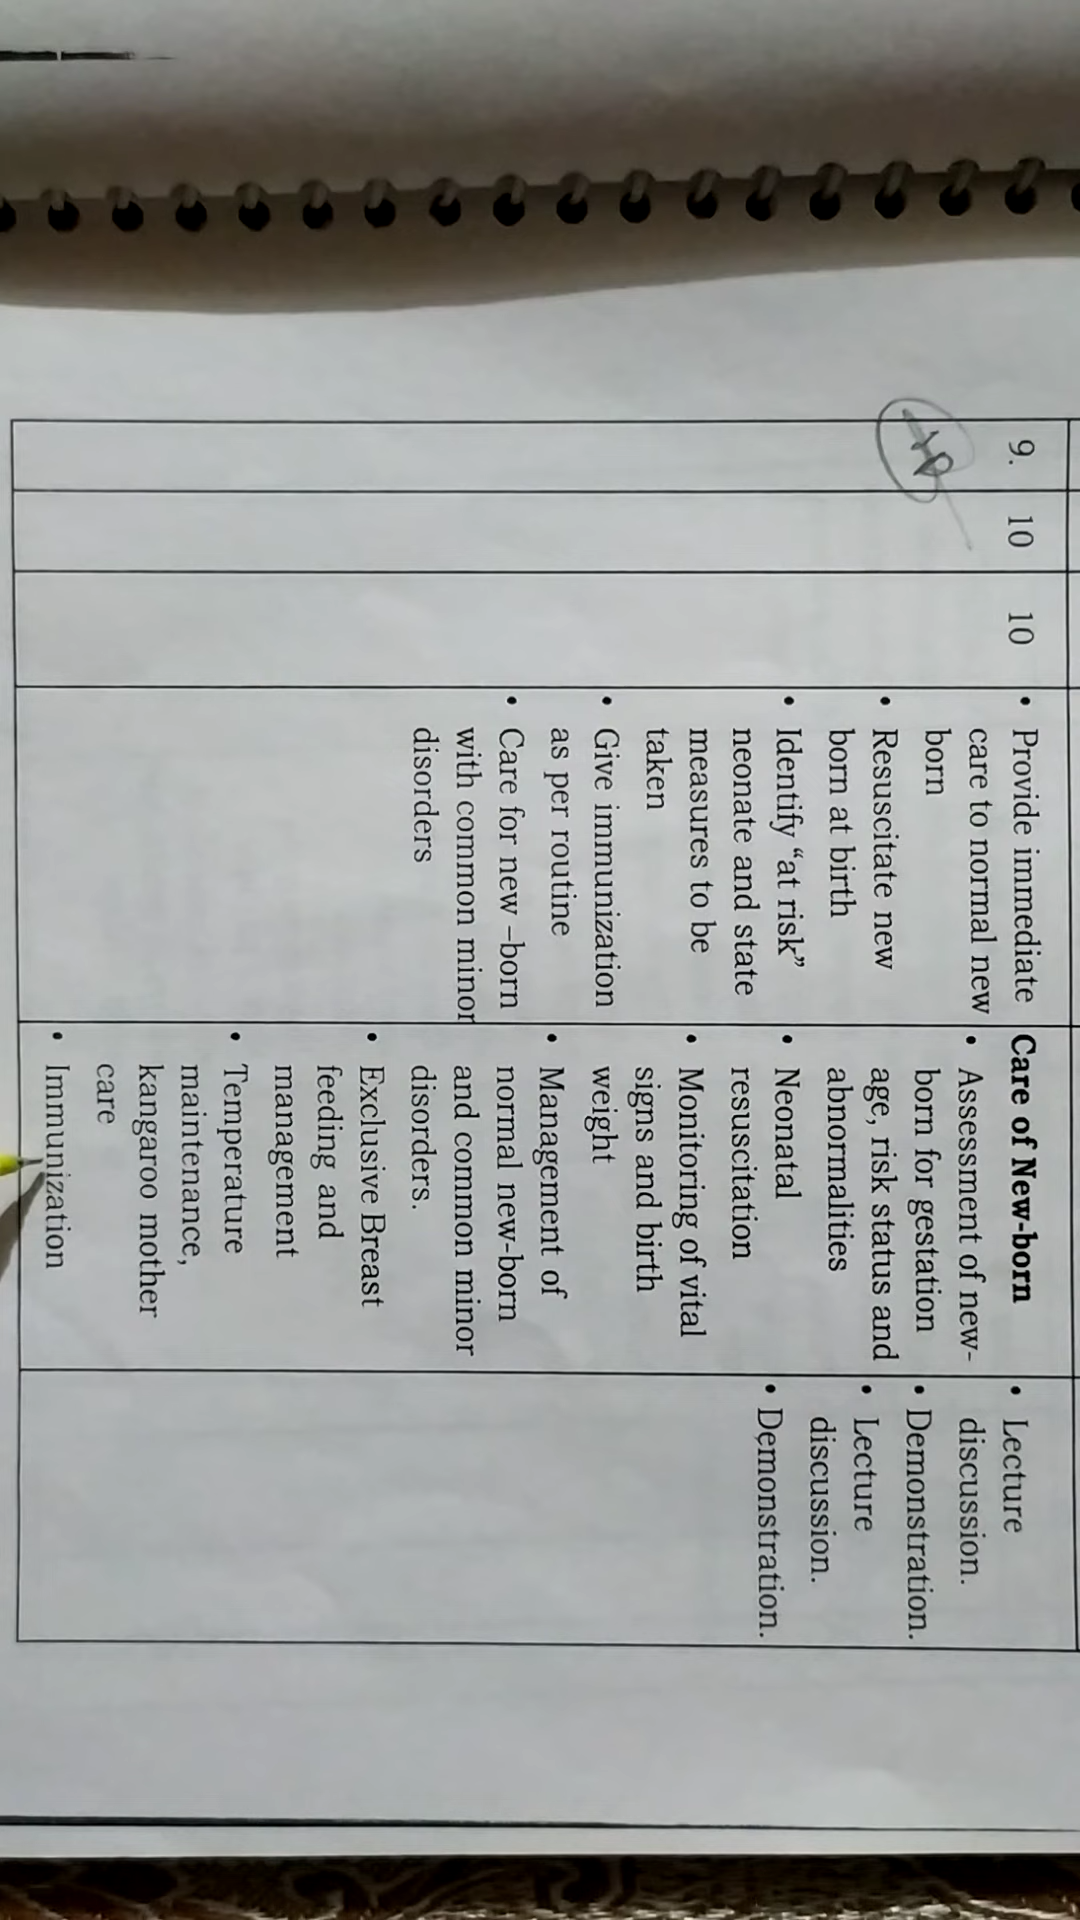 9.
10
10
• Provide immediate
care to normal new
born
• Resuscitate new
born at birth
• Identify “at risk”
neonate and state
measures to be
taken
• Give immunization
as per routine
• Care for new –born
with common minor
disorders
Care of New-born
• Assessment of new-
born for gestation
age, risk status and
abnormalities
• Neonatal
resuscitation
• Monitoring of vital
signs and birth
weight
• Management of
normal new-born
and common minor
disorders.
• Exclusive Breast
feeding and
management
• Temperature
maintenance,
kangaroo mother
care
• Immunization
• Lecture
discussion.
• Demonstration.
• Lecture
discussion.
• Demonstration.